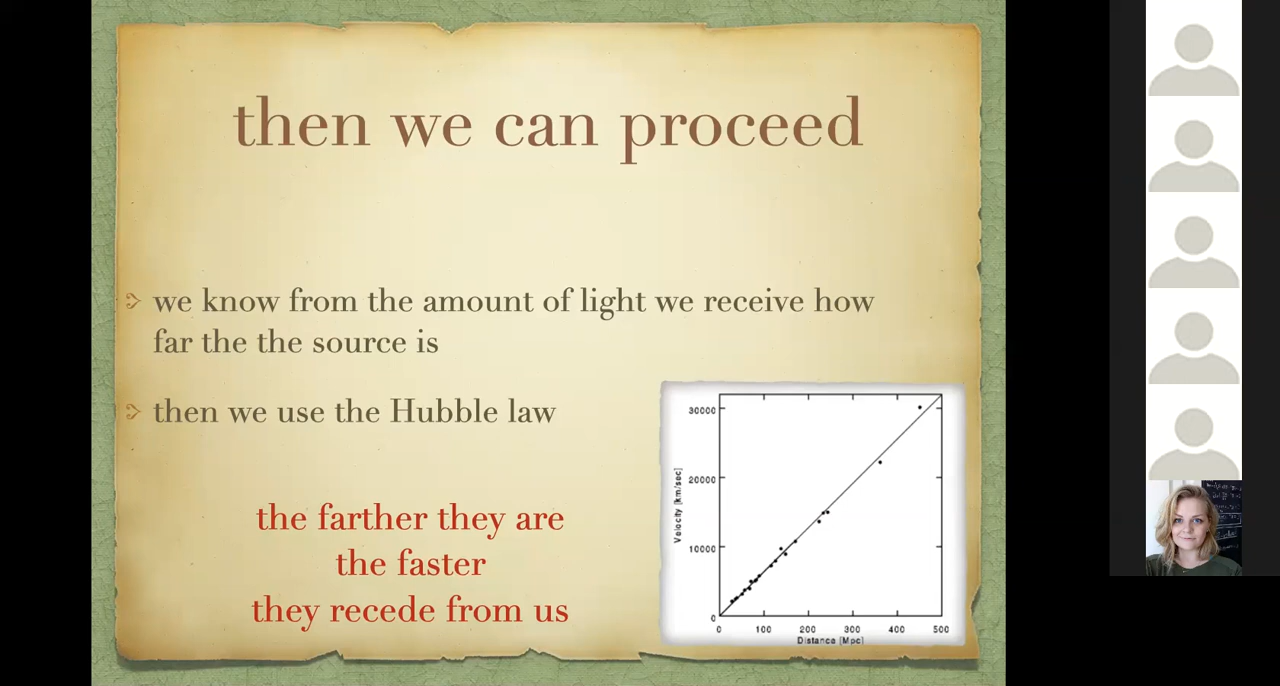 then we can proceed
we know from the amount of light we receive how
far the the source is
then we use the Hubble law
the farther they are
the faster
they recede from us
30000
20000
10000
0
Velocity [km/sec]
0 100 200 300 400 500
Distance [Mpc]